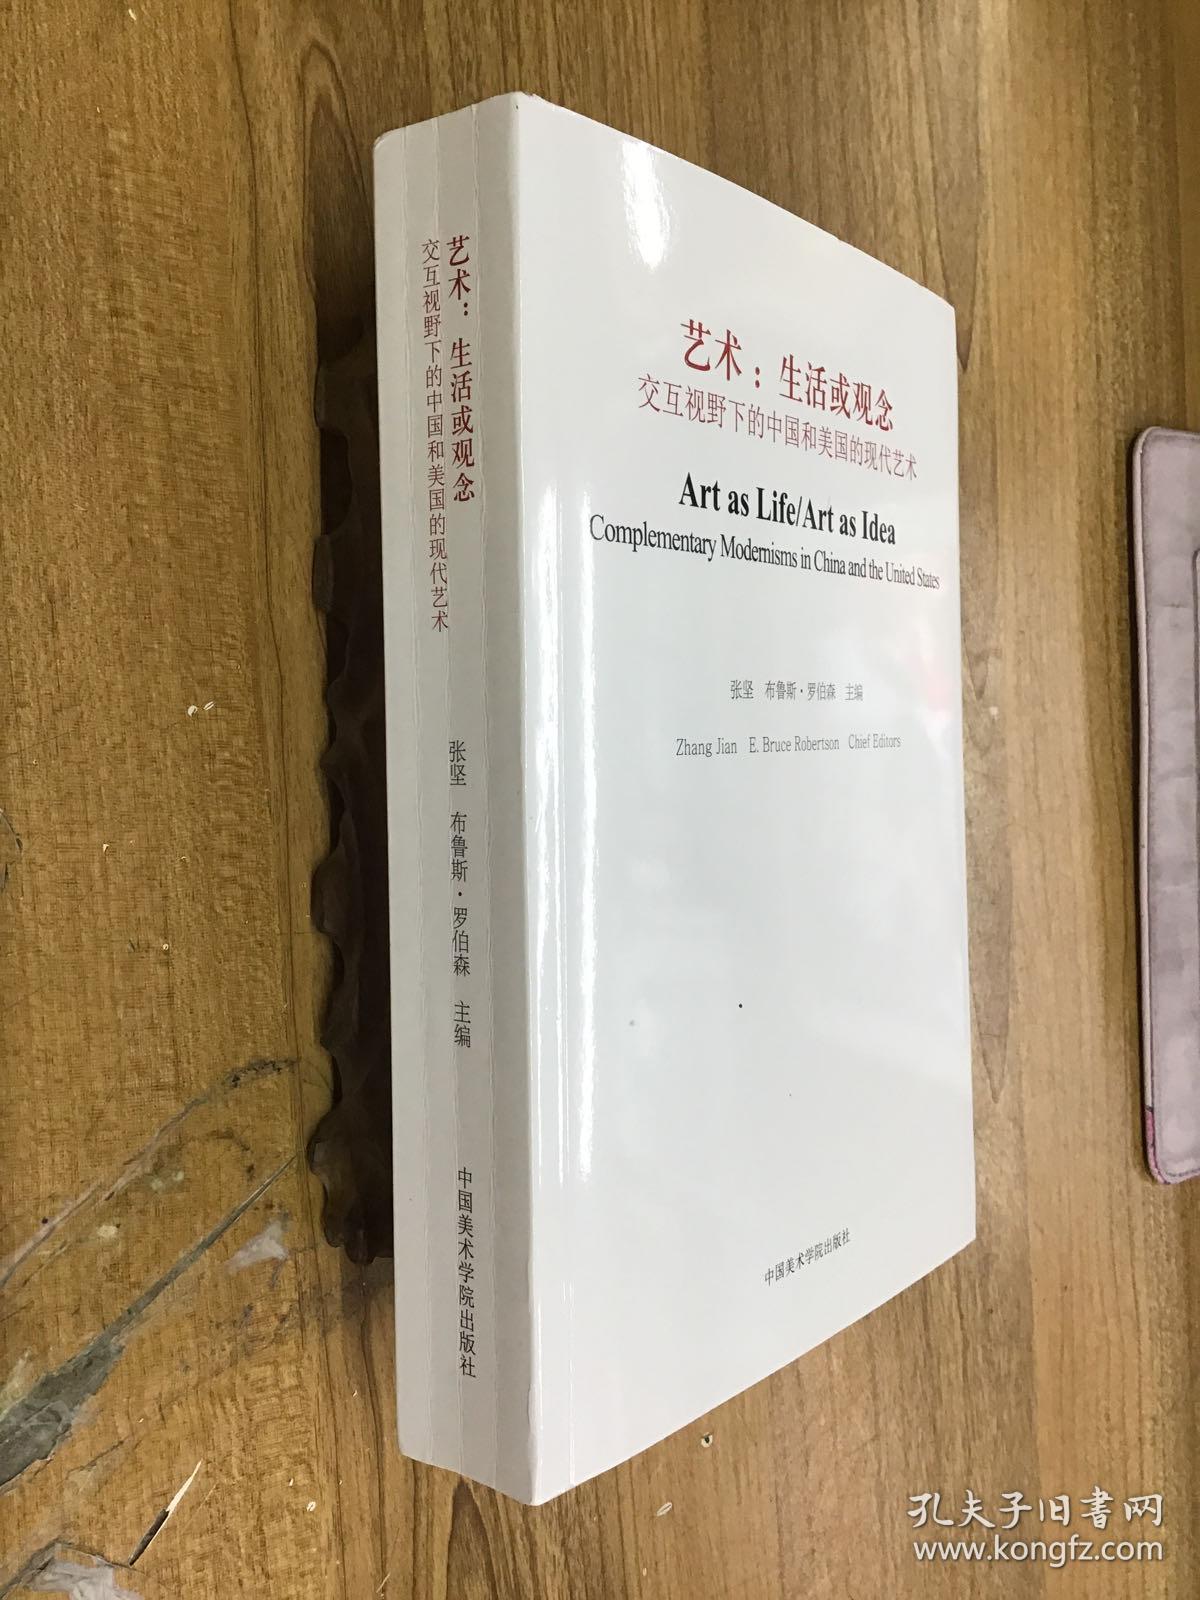 艺术：生活或观念
交互视野下的中国和美国的现代艺术
张坚 布鲁斯·罗伯森 主编
中国美术学院出版社
艺术：生活或观念
交互视野下的中国和美国的现代艺术
Art as Life/Art as Idea
Complementary Modernisms in China and the United States
张坚 布鲁斯·罗伯森 主编
Zhang Jian E. Bruce Robertson Chief Editors
中国美术学院出版社
孔夫子旧书网
www.kongfz.com